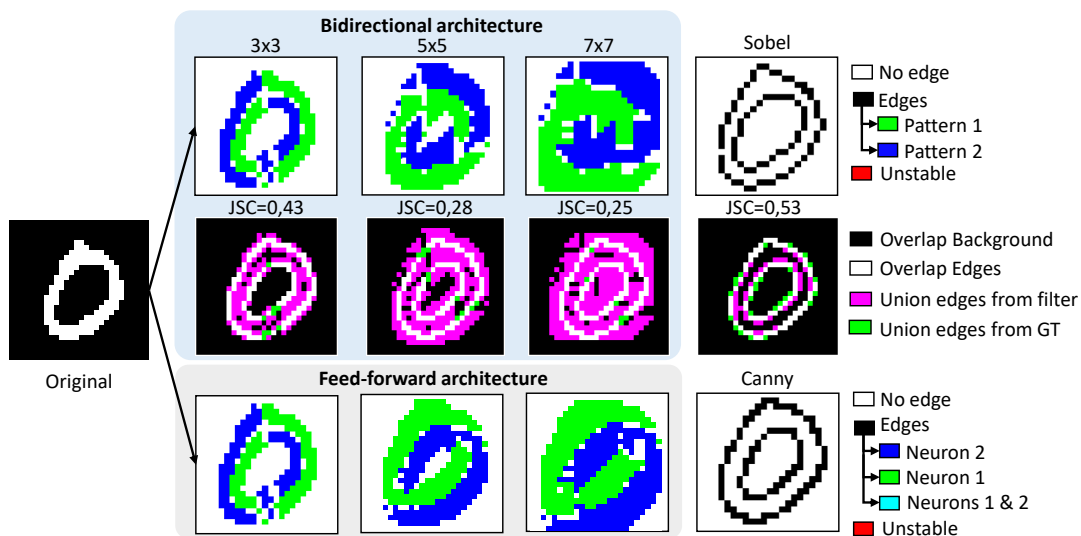 Bidirectional architecture
3x3
5x5
7x7
Sobel
No edge
Edges
Pattern 1
Pattern 2
Unstable
JSC=0,43
JSC=0,28
JSC=0,25
JSC=0,53
Overlap Background
Overlap Edges
Union edges from filter
Union edges from GT
Original
Feed-forward architecture
Canny
No edge
Edges
Neuron 2
Neuron 1
Neurons 1 & 2
Unstable